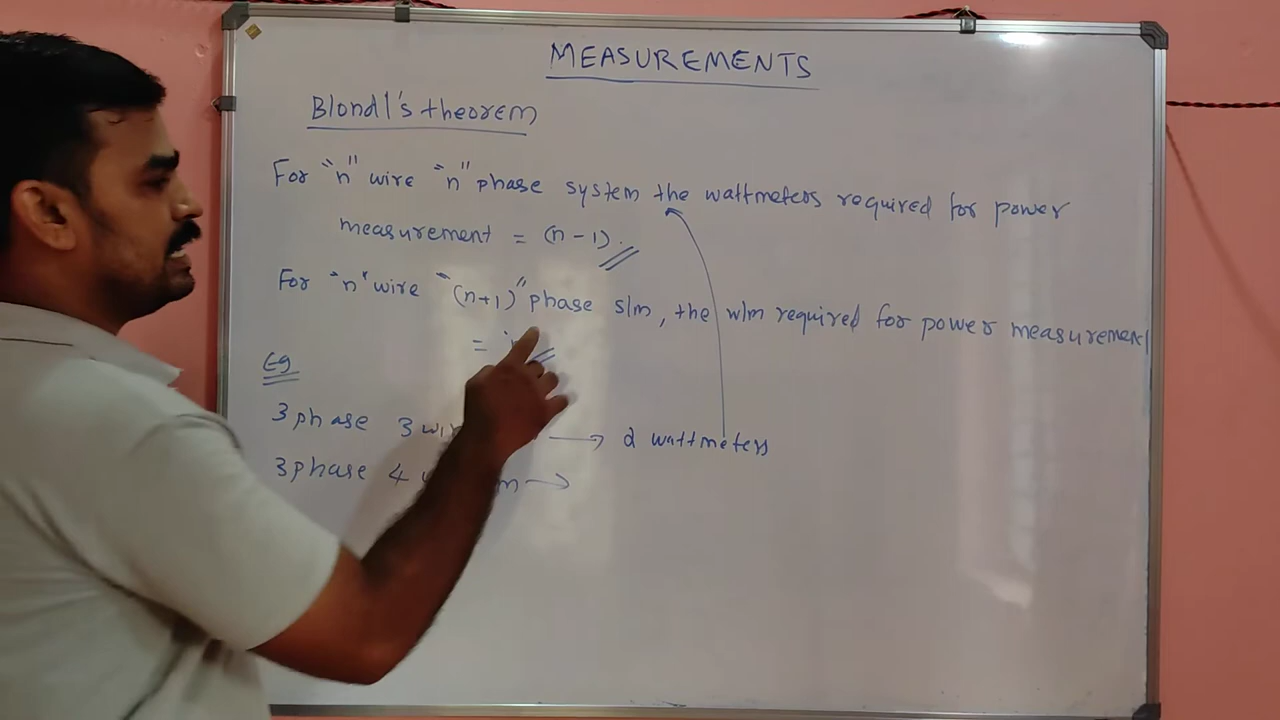 MEASUREMENTS
Blondl's theorem
For "n" wire "n" phase system the wattmeters required for power
measurement = (n-1).
For "n" wire "(n+1)" phase s/m, the w/m required for power measurement
=
Eg
3 phase 3 → 2 wattmeters
3 phase 4 →